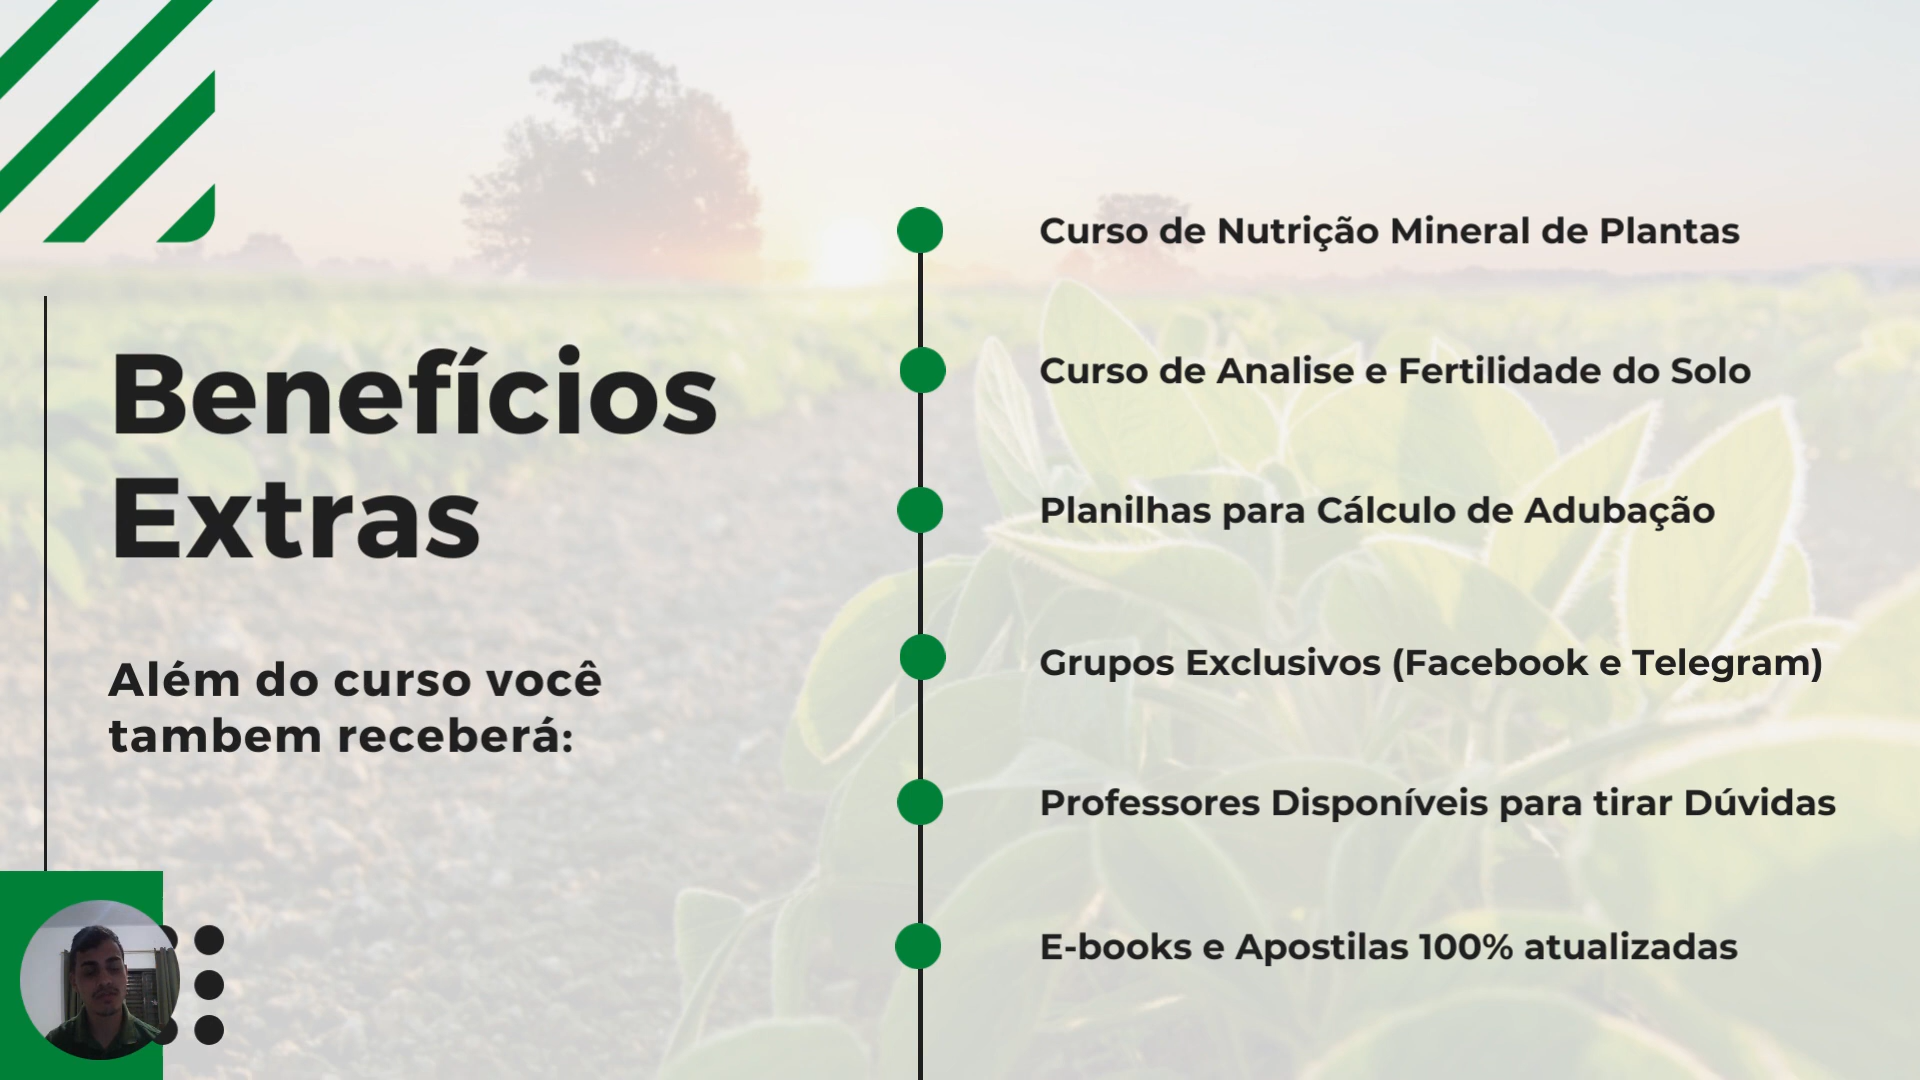 Benefícios
Extras
Além do curso você
tambem receberá:
Curso de Nutrição Mineral de Plantas
Curso de Analise e Fertilidade do Solo
Planilhas para Cálculo de Adubação
Grupos Exclusivos (Facebook e Telegram)
Professores Disponíveis para tirar Dúvidas
E-books e Apostilas 100% atualizadas